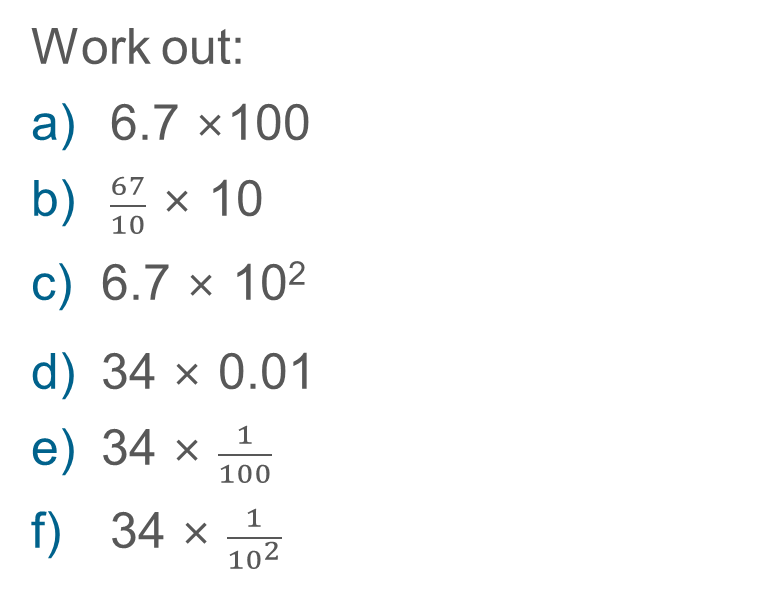 Work out:
a) 6.7 ×100
b) 67/10 × 10
c) 6.7 × 10²
d) 34 × 0.01
e) 34 × 1/100
f) 34 × 1/10²